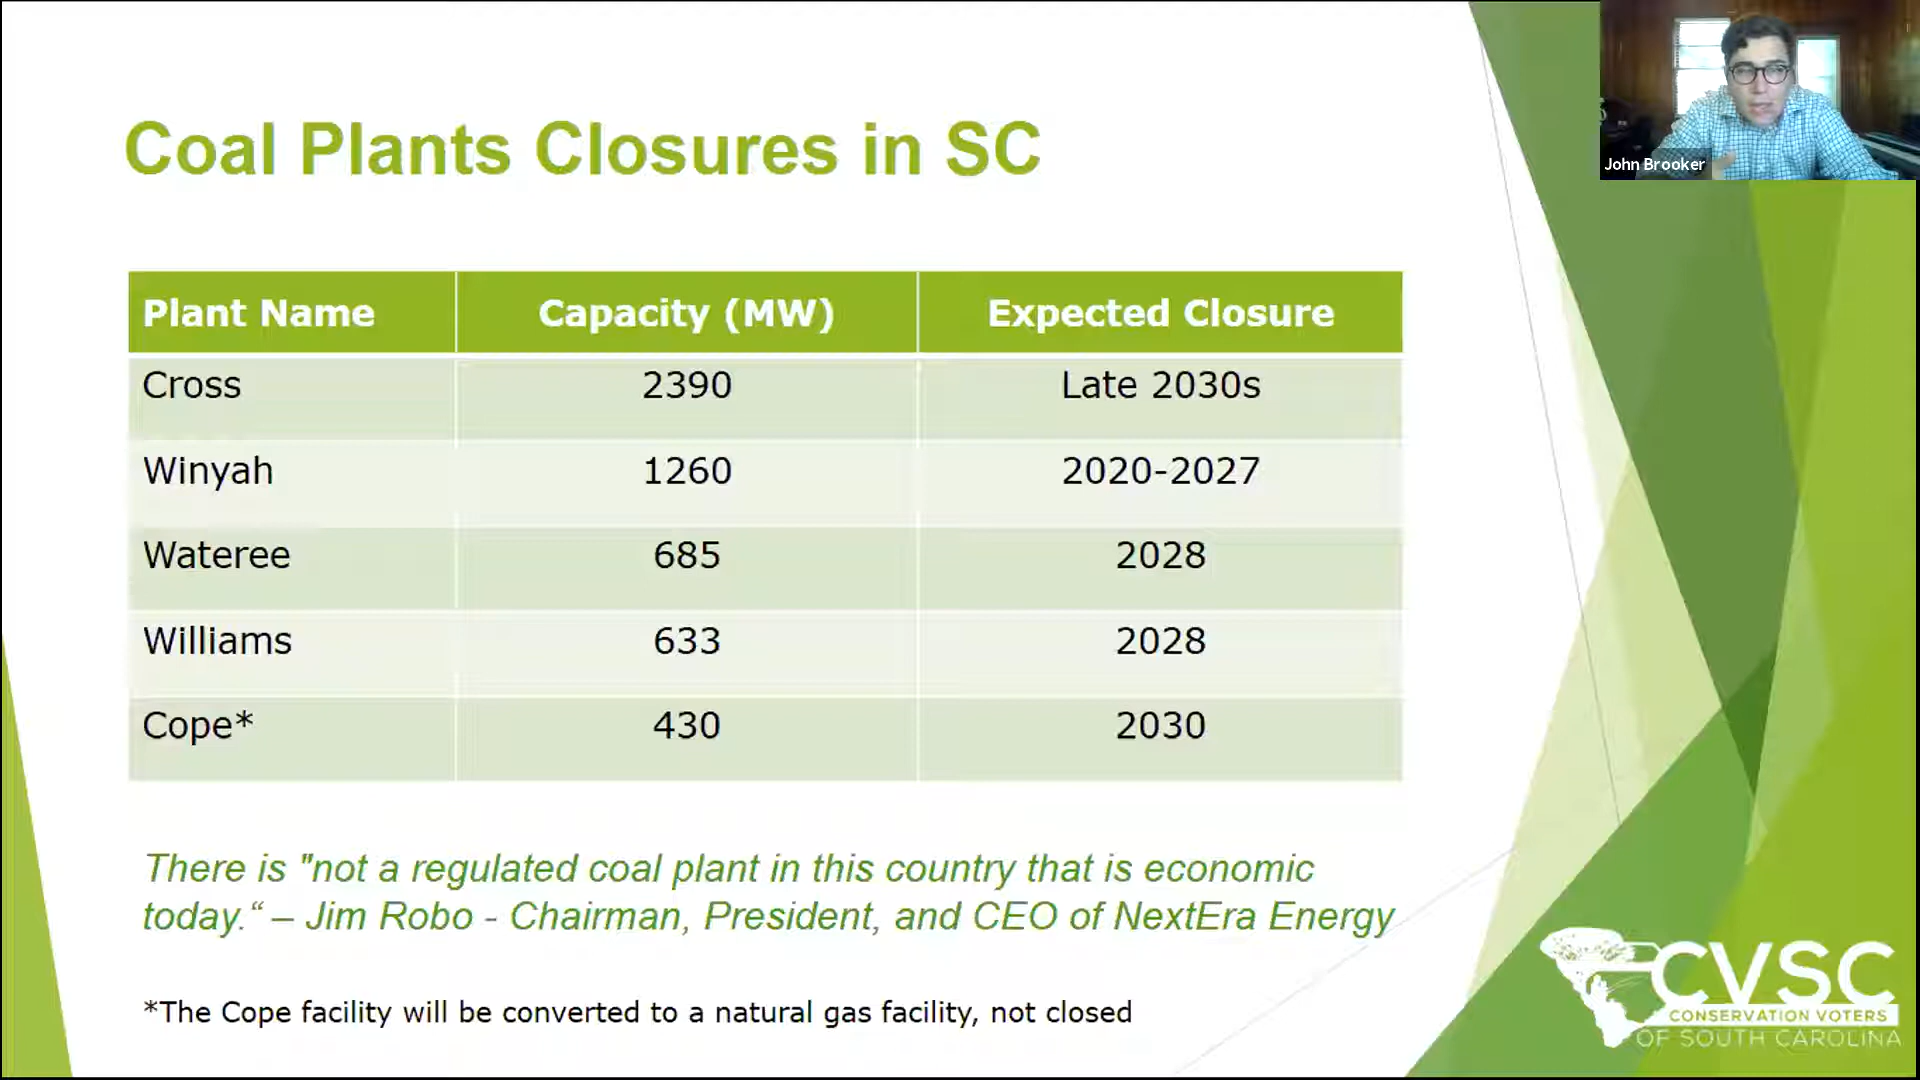 Coal Plants Closures in SC
John Brooker
Plant Name Capacity (MW) Expected Closure
Cross 2390 Late 2030s
Winyah 1260 2020-2027
Wateree 685 2028
Williams 633 2028
Cope* 430 2030
There is "not a regulated coal plant in this country that is economic
today.“ – Jim Robo - Chairman, President, and CEO of NextEra Energy
*The Cope facility will be converted to a natural gas facility, not closed
CVSC
CONSERVATION VOTERS
OF SOUTH CAROLINA